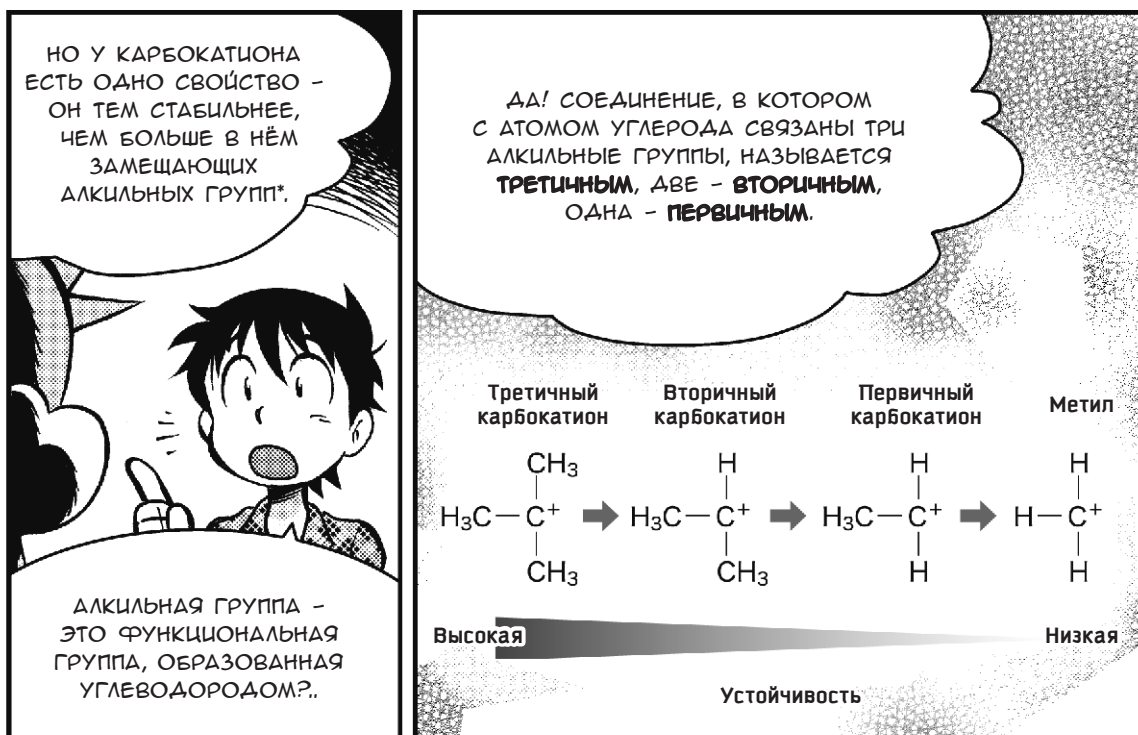 НО У КАРБОКАТИОНА
ЕСТЬ ОДНО СВОЙСТВО –
ОН ТЕМ СТАБИЛЬНЕЕ,
ЧЕМ БОЛЬШЕ В НЁМ
ЗАМЕЩАЮЩИХ
АЛКИЛЬНЫХ ГРУПП*.
АЛКИЛЬНАЯ ГРУППА –
ЭТО ФУНКЦИОНАЛЬНАЯ
ГРУППА, ОБРАЗОВАННАЯ
УГЛЕВОДОРОДОМ?..
ДА! СОЕДИНЕНИЕ, В КОТОРОМ
С АТОМОМ УГЛЕРОДА СВЯЗАНЫ ТРИ
АЛКИЛЬНЫЕ ГРУППЫ, НАЗЫВАЕТСЯ
ТРЕТИЧНЫМ, ДВЕ – ВТОРИЧНЫМ,
ОДНА – ПЕРВИЧНЫМ.
Третичный карбокатион
Вторичный карбокатион
Первичный карбокатион
Метил
CH₃ H H H
H₃C—C⁺ H₃C—C⁺ H₃C—C⁺ H—C⁺
CH₃ CH₃ H H
Высокая Низкая
Устойчивость